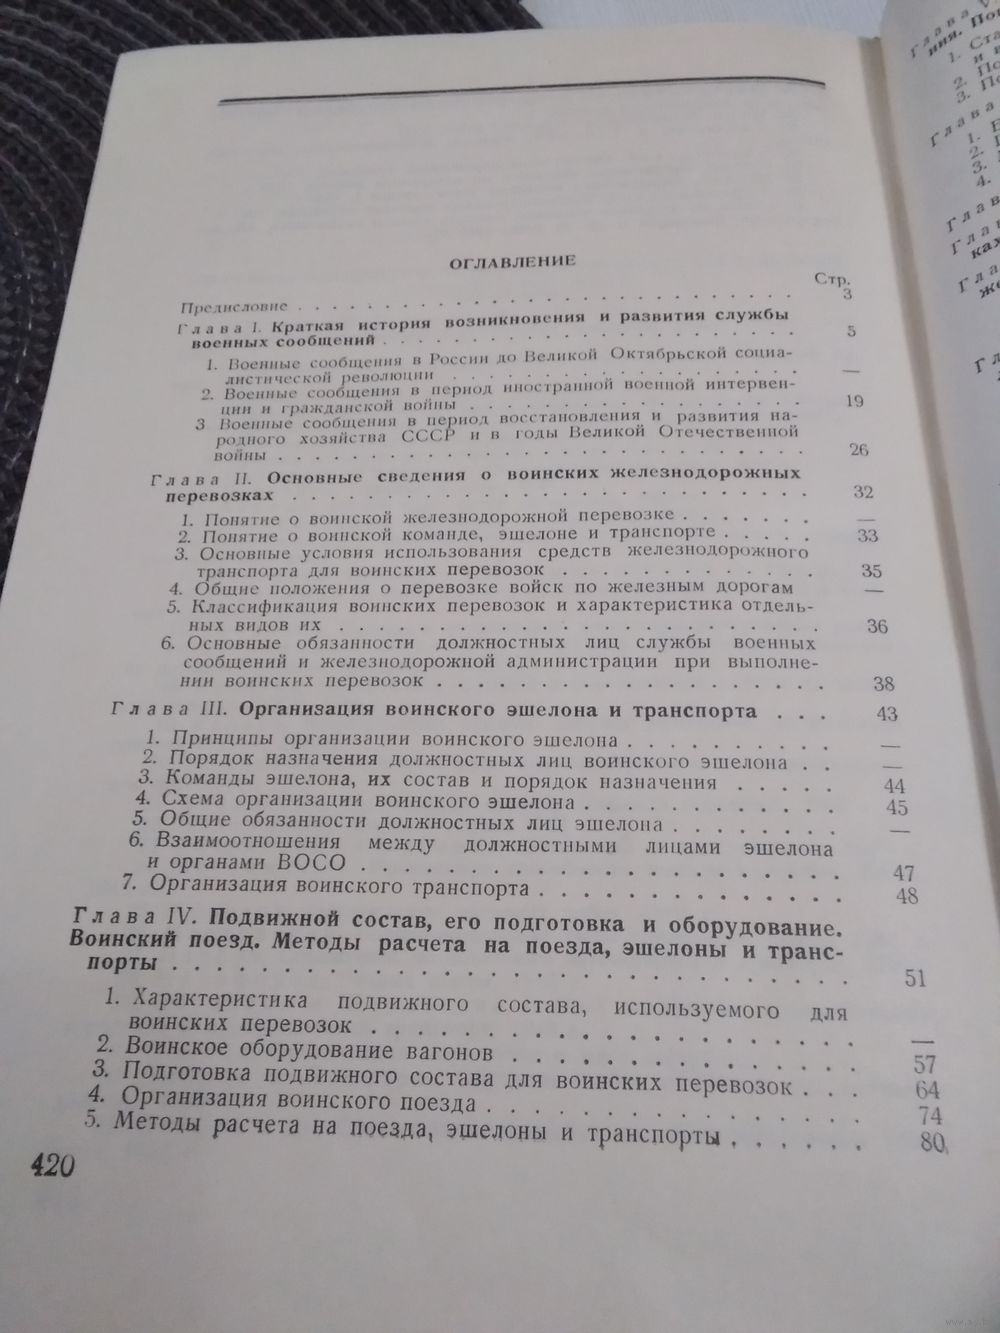 ОГЛАВЛЕНИЕ
Стр.
Предисловие . . . . . . . . . . . . . . . . . . . . . . 3
Глава I. Краткая история возникновения и развития службы
военных сообщений . . . . . . . . . . . . . . . . . . 5
1. Военные сообщения в России до Великой Октябрьской социа-
листической революции . . . . . . . . . . . . . . . —
2. Военные сообщения в период иностранной военной интервен-
ции и гражданской войны . . . . . . . . . . . . . . 19
3 Военные сообщения в период восстановления и развития на-
родного хозяйства СССР и в годы Великой Отечественной
войны . . . . . . . . . . . . . . . . . . . . . . 26
Глава II. Основные сведения о воинских железнодорожных
перевозках . . . . . . . . . . . . . . . . . . . . 32
1. Понятие о воинской железнодорожной перевозке . . . . . . . —
2. Понятие о воинской команде, эшелоне и транспорте . . . . . 33
3. Основные условия использования средств железнодорожного
транспорта для воинских перевозок . . . . . . . . . . . 35
4. Общие положения о перевозке войск по железным дорогам —
5. Классификация воинских перевозок и характеристика отдель-
ных видов их . . . . . . . . . . . . . . . . . . . 36
6. Основные обязанности должностных лиц службы военных
сообщений и железнодорожной администрации при выполне-
нии воинских перевозок . . . . . . . . . . . . . . . 38
Глава III. Организация воинского эшелона и транспорта . . . 43
1. Принципы организации воинского эшелона . . . . . . . . . —
2. Порядок назначения должностных лиц воинского эшелона . . —
3. Команды эшелона, их состав и порядок назначения . . . . . 44
4. Схема организации воинского эшелона . . . . . . . . . . . 45
5. Общие обязанности должностных лиц эшелона . . . . . . . —
6. Взаимоотношения между должностными лицами эшелона
и органами ВОСО . . . . . . . . . . . . . . . . . . 47
7. Организация воинского транспорта . . . . . . . . . . . . 48
Глава IV. Подвижной состав, его подготовка и оборудование.
Воинский поезд. Методы расчета на поезда, эшелоны и транс-
порты . . . . . . . . . . . . . . . . . . . . . . . 51
1. Характеристика подвижного состава, используемого для
воинских перевозок . . . . . . . . . . . . . . . . . —
2. Воинское оборудование вагонов . . . . . . . . . . . . . 57
3. Подготовка подвижного состава для воинских перевозок . . . 64
4. Организация воинского поезда . . . . . . . . . . . . . . 74
5. Методы расчета на поезда, эшелоны и транспорты . . . . . . 80
420
Глава
ния.
1.
и
2.
3.
Глава
1.
2.
3.
4.
ках